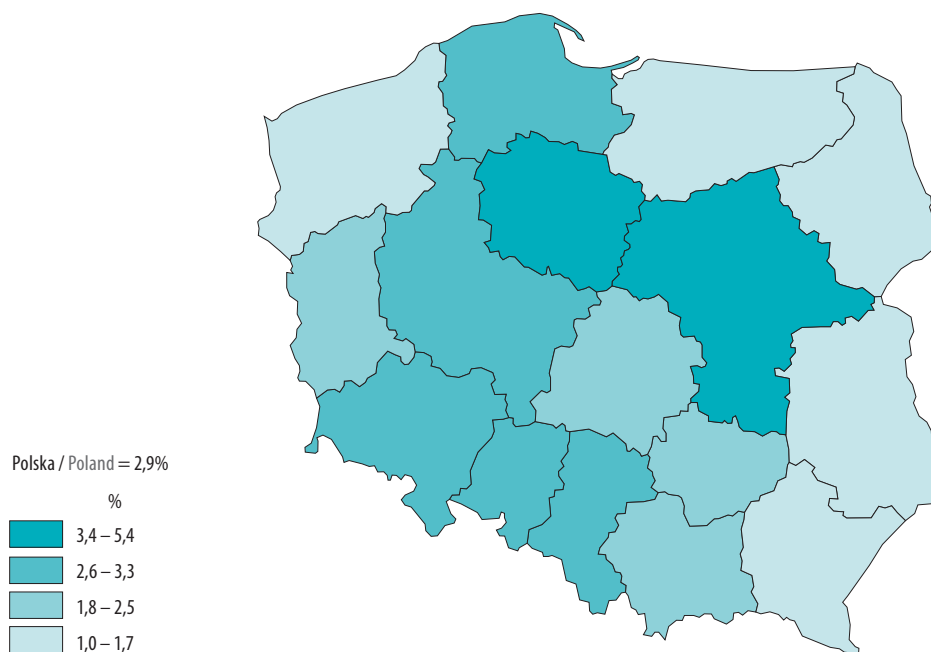 Polska / Poland = 2,9%
%
3,4 – 5,4
2,6 – 3,3
1,8 – 2,5
1,0 – 1,7